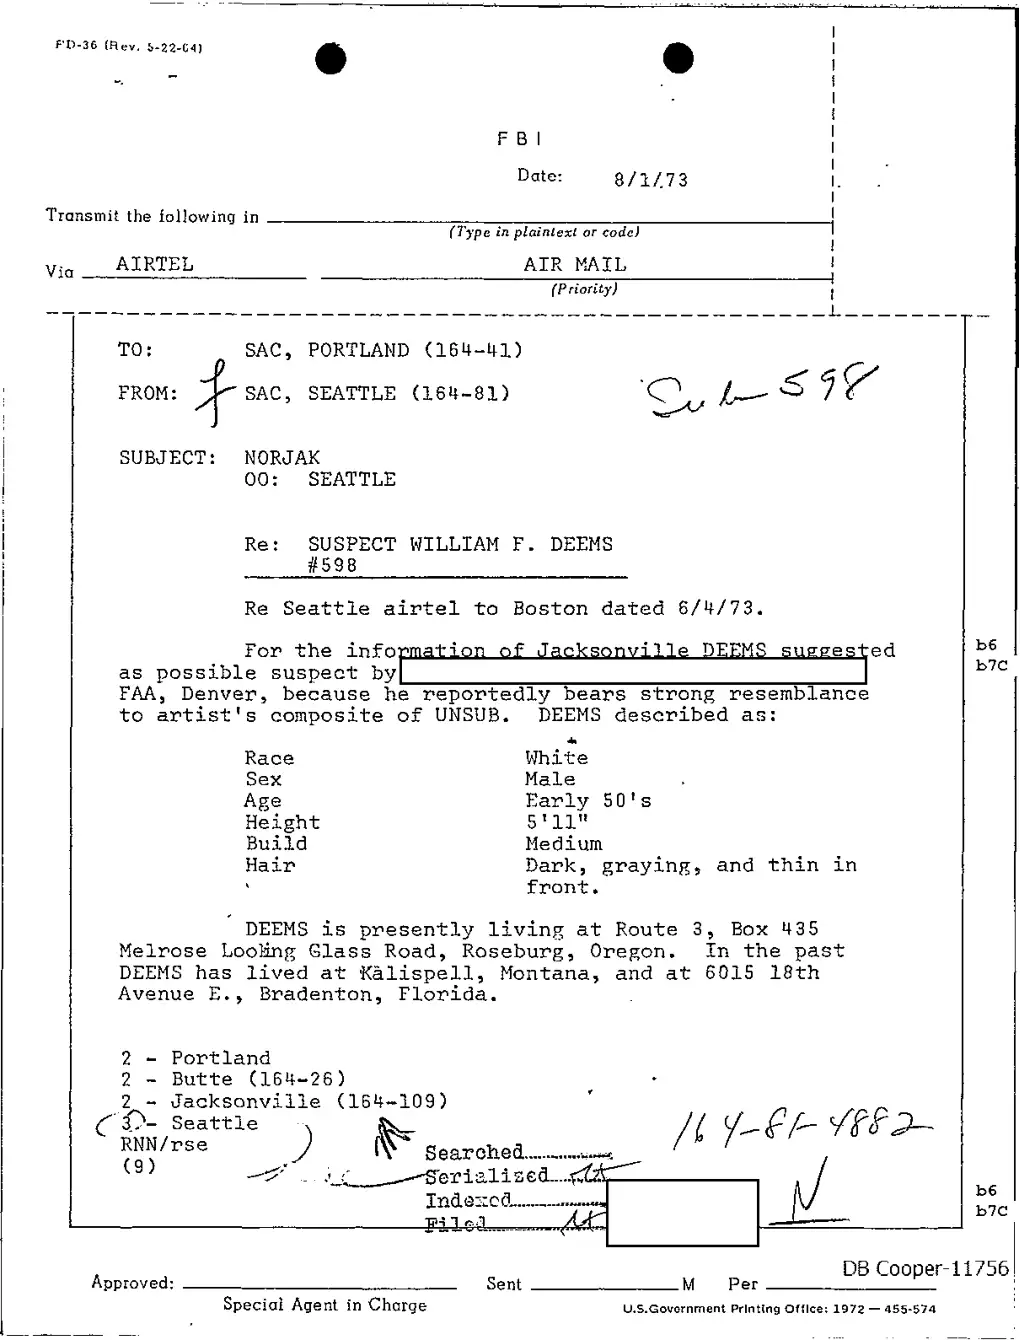 FD-36 (Rev. 5-22-64)
F B I
Date: 8/1/73
Transmit the following in
(Type in plaintext or code)
Via AIRTEL AIR MAIL
(Priority)
TO: SAC, PORTLAND (164-41)
FROM: SAC, SEATTLE (164-81)
Sub 598
SUBJECT: NORJAK
OO: SEATTLE
Re: SUSPECT WILLIAM F. DEEMS
#598
Re Seattle airtel to Boston dated 6/4/73.
For the information of Jacksonville DEEMS suggested
b6
as possible suspect by
b7C
FAA, Denver, because he reportedly bears strong resemblance
to artist's composite of UNSUB. DEEMS described as:
Race White
Sex Male
Age Early 50's
Height 5'11"
Build Medium
Hair Dark, graying, and thin in
front.
DEEMS is presently living at Route 3, Box 435
Melrose Looking Glass Road, Roseburg, Oregon. In the past
DEEMS has lived at Kalispell, Montana, and at 6015 18th
Avenue E., Bradenton, Florida.
2 - Portland
2 - Butte (164-26)
2 - Jacksonville (164-109)
3 - Seattle
164-81-4882
RNN/rse
(9)
Searched
Serialized
Indexed
Filed
N
b6
b7C
DB Cooper-11756
Approved: Sent M Per
Special Agent in Charge
U.S.Government Printing Office: 1972 — 455-574